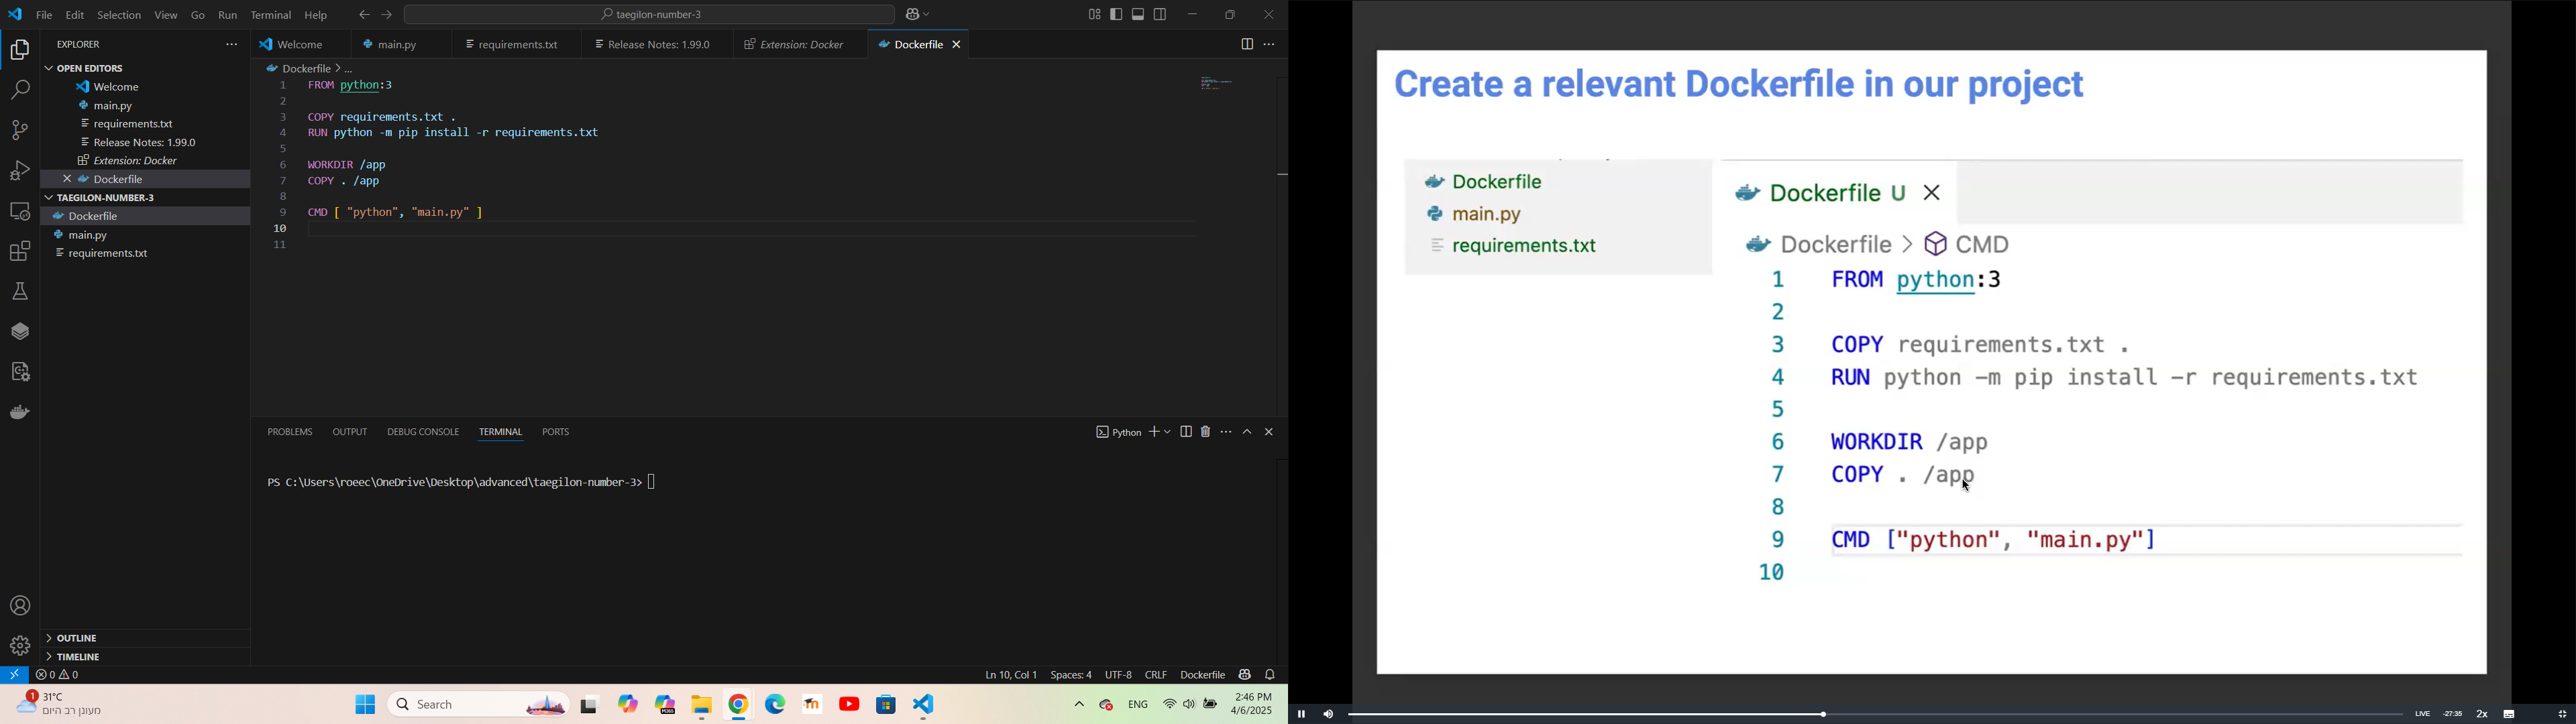 File Edit Selection View Go Run Terminal Help
taegilon-number-3
EXPLORER
OPEN EDITORS
Welcome
main.py
requirements.txt
Release Notes: 1.99.0
Extension: Docker
Dockerfile
TAEGILON-NUMBER-3
Dockerfile
main.py
requirements.txt
OUTLINE
TIMELINE
Welcome main.py requirements.txt Release Notes: 1.99.0 Extension: Docker Dockerfile
Dockerfile > ...
1 FROM python:3
2
3 COPY requirements.txt .
4 RUN python -m pip install -r requirements.txt
5
6 WORKDIR /app
7 COPY . /app
8
9 CMD [ "python", "main.py" ]
10
11
PROBLEMS OUTPUT DEBUG CONSOLE TERMINAL PORTS
Python
PS C:\Users\roeec\OneDrive\Desktop\advanced\taegilon-number-3>
0 0
Ln 10, Col 1 Spaces: 4 UTF-8 CRLF Dockerfile
1
31°C
מעונן רב היום
Search
ENG
2:46 PM
4/6/2025
Create a relevant Dockerfile in our project
Dockerfile
main.py
requirements.txt
Dockerfile U
Dockerfile > CMD
1 FROM python:3
2
3 COPY requirements.txt .
4 RUN python -m pip install -r requirements.txt
5
6 WORKDIR /app
7 COPY . /app
8
9 CMD ["python", "main.py"]
10
LIVE -27:35 2x